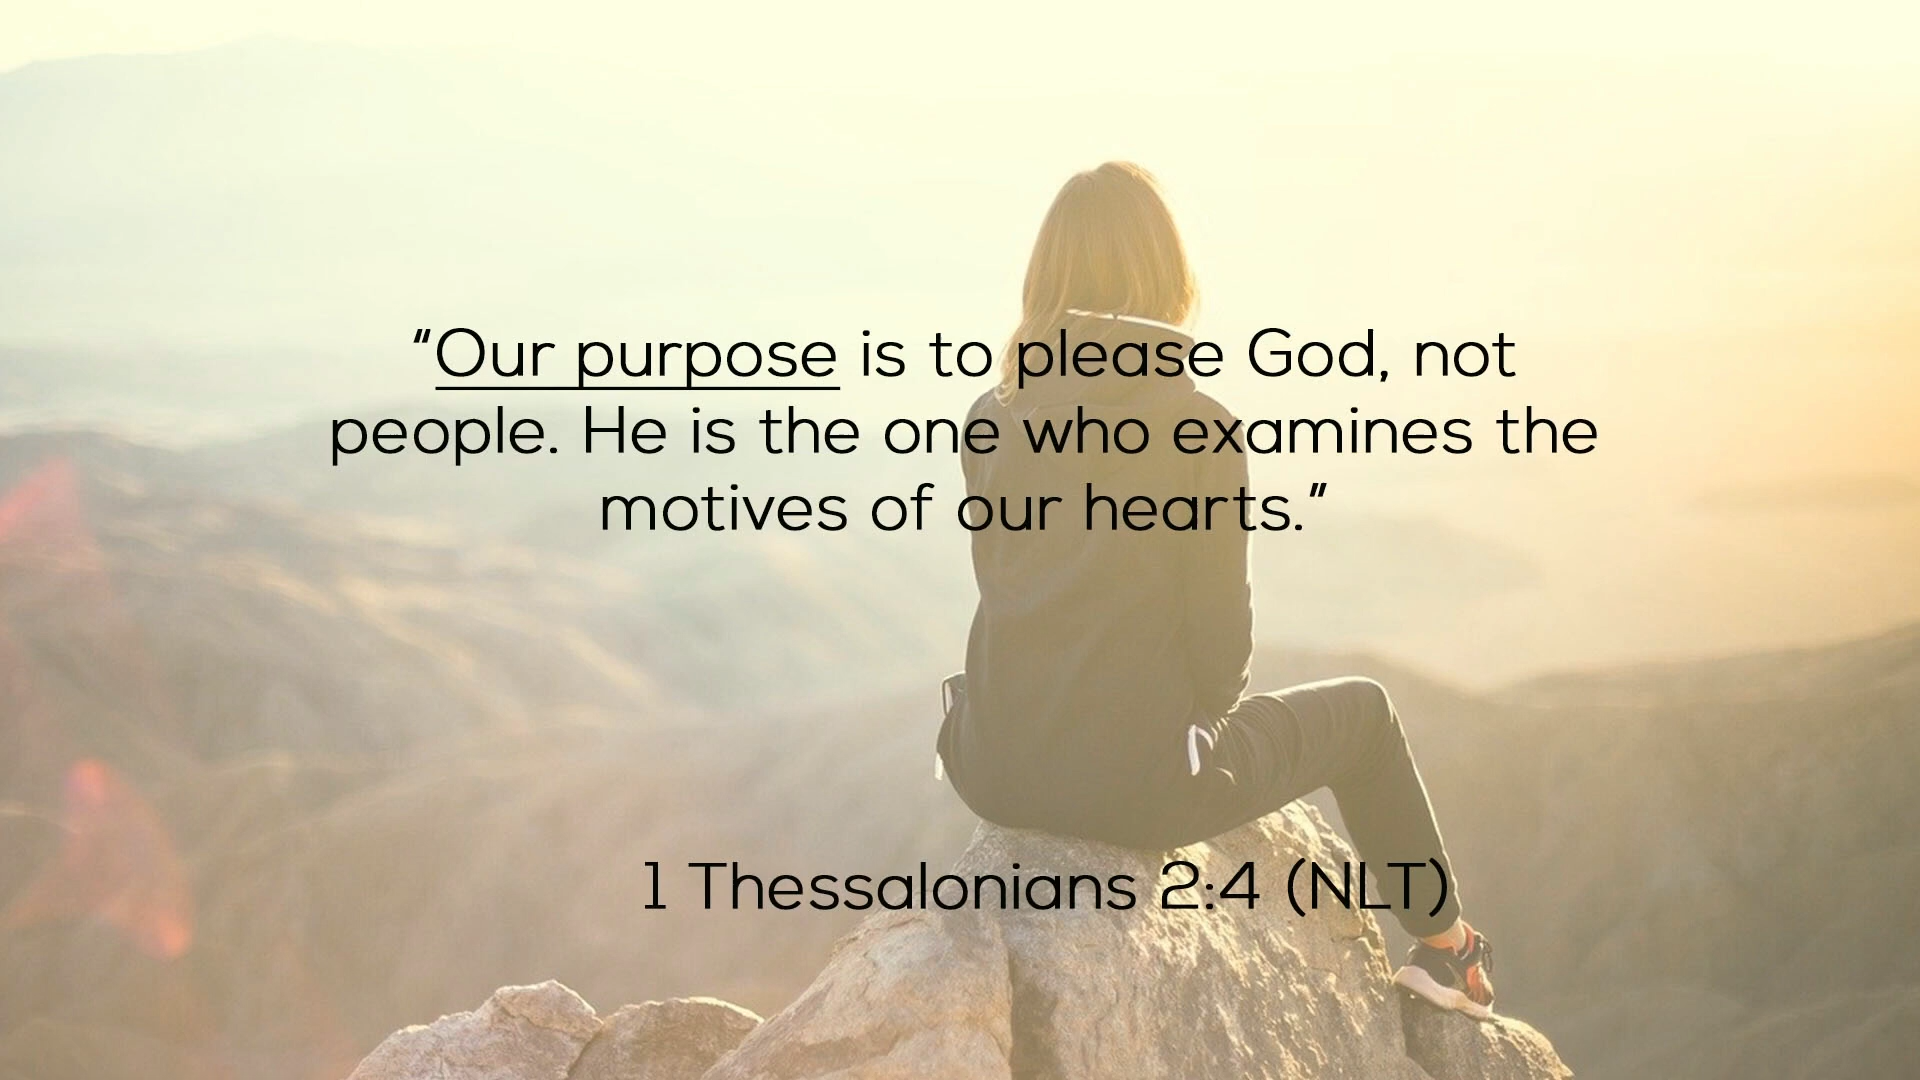 “Our purpose is to please God, not
people. He is the one who examines the
motives of our hearts.”
1 Thessalonians 2:4 (NLT)